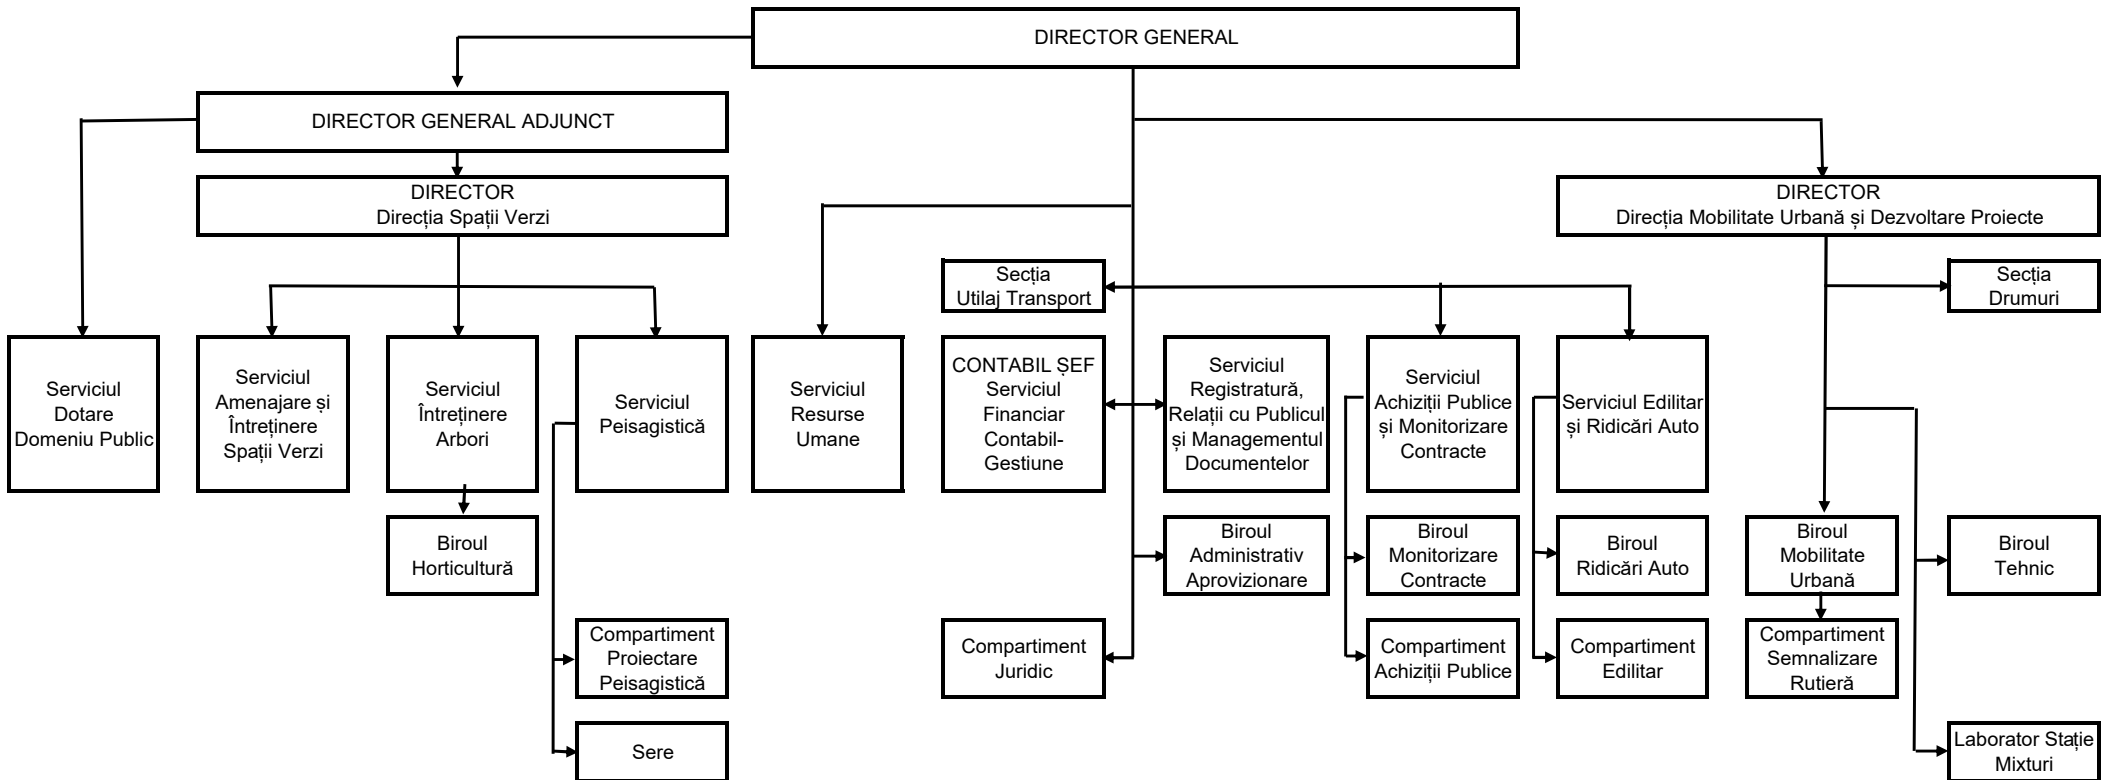 DIRECTOR GENERAL
DIRECTOR GENERAL ADJUNCT
DIRECTOR
Direcția Spații Verzi
DIRECTOR
Direcția Mobilitate Urbană și Dezvoltare Proiecte
Secția
Utilaj Transport
Secția
Drumuri
Serviciul
Dotare
Domeniu Public
Serviciul
Amenajare și
Întreținere
Spații Verzi
Serviciul
Întreținere
Arbori
Serviciul
Peisagistică
Serviciul
Resurse
Umane
CONTABIL ȘEF
Serviciul
Financiar
Contabil-
Gestiune
Serviciul
Registratură,
Relații cu Publicul
și Managementul
Documentelor
Serviciul
Achiziții Publice
și Monitorizare
Contracte
Serviciul Edilitar
și Ridicări Auto
Biroul
Horticultură
Biroul
Administrativ
Aprovizionare
Biroul
Monitorizare
Contracte
Biroul
Ridicări Auto
Biroul
Mobilitate
Urbană
Biroul
Tehnic
Compartiment
Proiectare
Peisagistică
Compartiment
Juridic
Compartiment
Achiziții Publice
Compartiment
Edilitar
Compartiment
Semnalizare
Rutieră
Sere
Laborator Stație
Mixturi